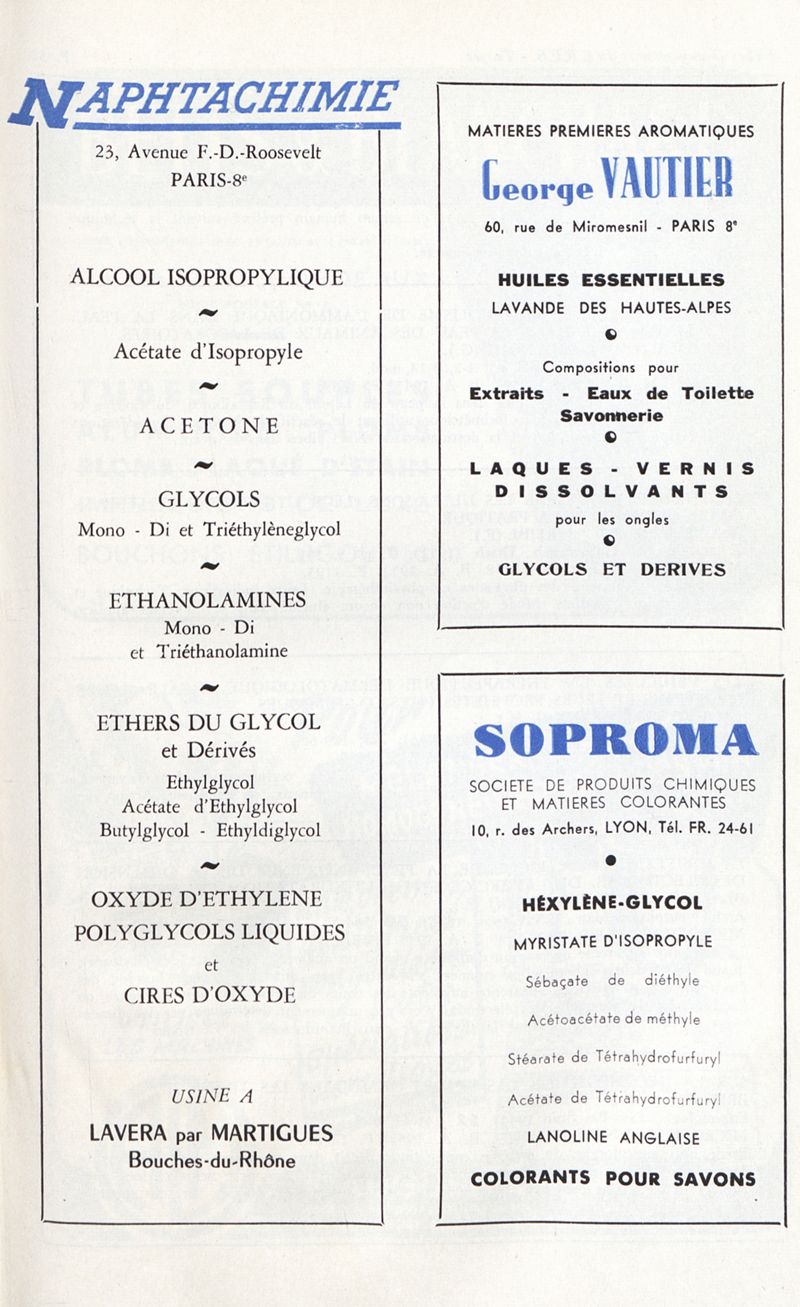 NAPHTACHIMIE
23, Avenue F.-D.-Roosevelt
PARIS-8e
ALCOOL ISOPROPYLIQUE
~
Acétate d'Isopropyle
~
ACETONE
~
GLYCOLS
Mono - Di et Triéthylèneglycol
~
ETHANOLAMINES
Mono - Di
et Triéthanolamine
~
ETHERS DU GLYCOL
et Dérivés
Ethylglycol
Acétate d'Ethylglycol
Butylglycol - Ethyldiglycol
~
OXYDE D'ETHYLENE
POLYGLYCOLS LIQUIDES
et
CIRES D'OXYDE
USINE A
LAVERA par MARTIGUES
Bouches-du-Rhône
MATIERES PREMIERES AROMATIQUES
George VAUTIER
60, rue de Miromesnil - PARIS 8e
HUILES ESSENTIELLES
LAVANDE DES HAUTES-ALPES
Compositions pour
Extraits - Eaux de Toilette
Savonnerie
LAQUES - VERNIS
DISSOLVANTS
pour les ongles
GLYCOLS ET DERIVES
SOPROMA
SOCIETE DE PRODUITS CHIMIQUES
ET MATIERES COLORANTES
10, r. des Archers, LYON, Tél. FR. 24-61
HÉXYLÈNE-GLYCOL
MYRISTATE D'ISOPROPYLE
Sébaçate de diéthyle
Acétoacétate de méthyle
Stéarate de Tétrahydrofurfuryl
Acétate de Tétrahydrofurfuryl
LANOLINE ANGLAISE
COLORANTS POUR SAVONS